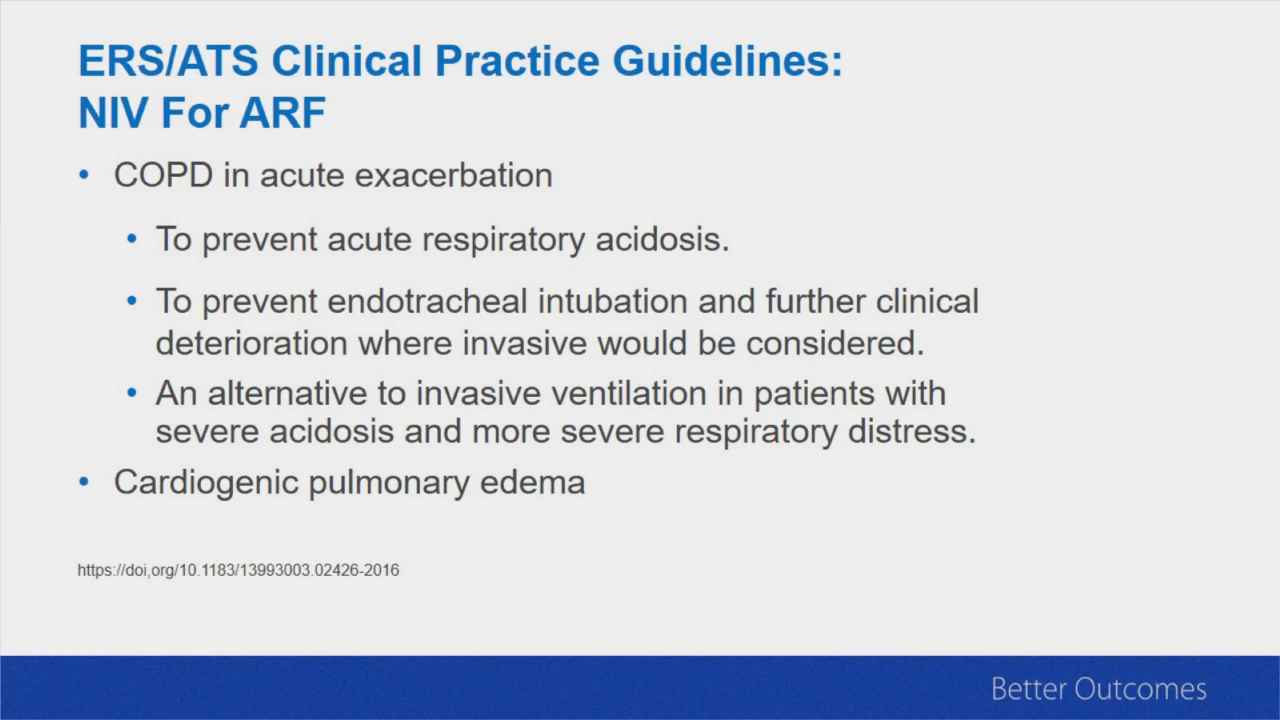 ERS/ATS Clinical Practice Guidelines:
NIV For ARF
• COPD in acute exacerbation
• To prevent acute respiratory acidosis.
• To prevent endotracheal intubation and further clinical
deterioration where invasive would be considered.
• An alternative to invasive ventilation in patients with
severe acidosis and more severe respiratory distress.
• Cardiogenic pulmonary edema
https://doi,org/10.1183/13993003.02426-2016
Better Outcomes